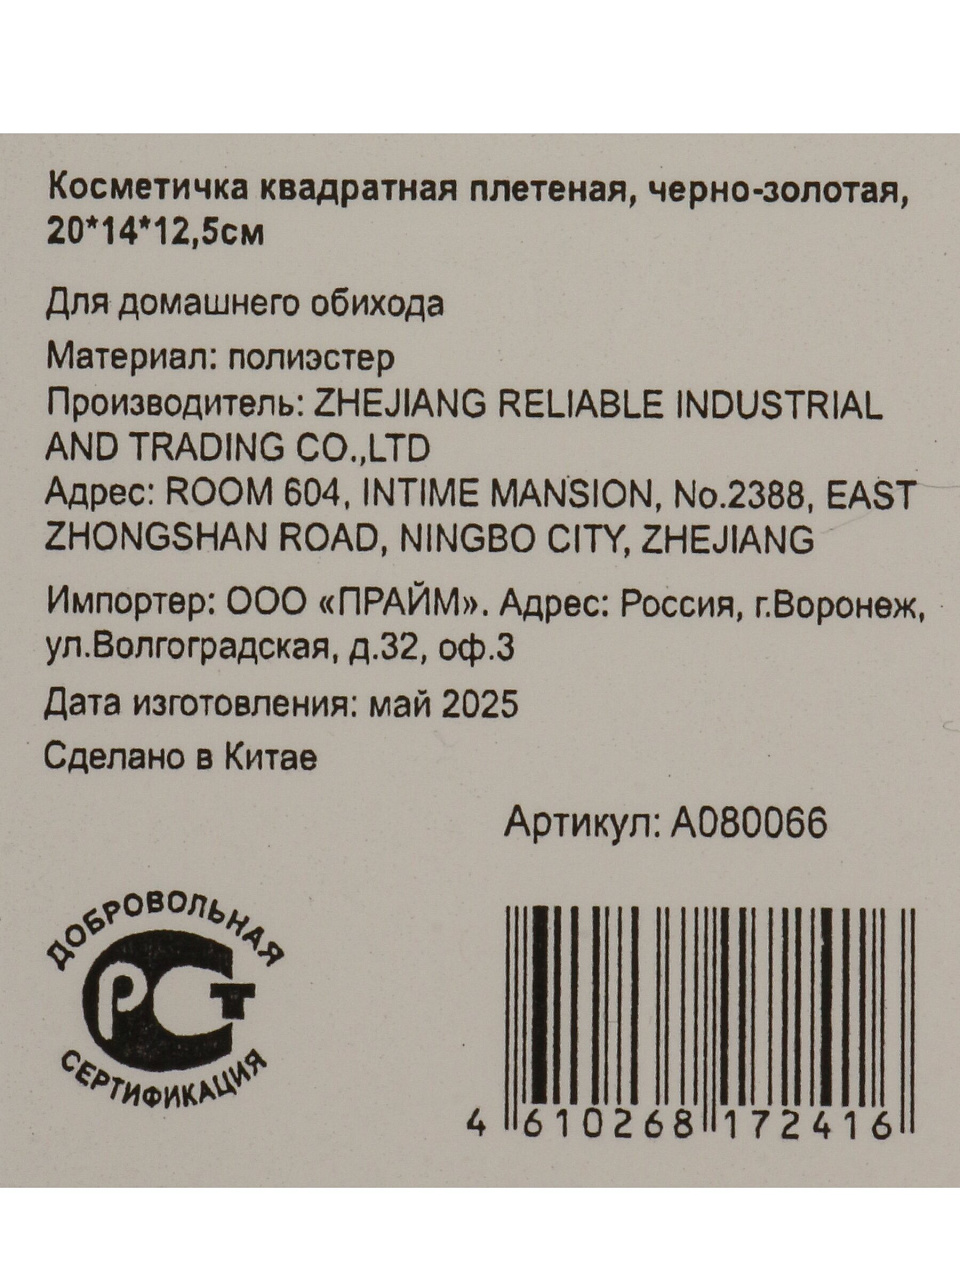 Косметичка квадратная плетеная, черно-золотая,
20*14*12,5см
Для домашнего обихода
Материал: полиэстер
Производитель: ZHEJIANG RELIABLE INDUSTRIAL
AND TRADING CO.,LTD
Адрес: ROOM 604, INTIME MANSION, No.2388, EAST
ZHONGSHAN ROAD, NINGBO CITY, ZHEJIANG
Импортер: ООО «ПРАЙМ». Адрес: Россия, г.Воронеж,
ул.Волгоградская, д.32, оф.3
Дата изготовления: май 2025
Сделано в Китае
Артикул: A080066
ДОБРОВОЛЬНАЯ
РСТ
СЕРТИФИКАЦИЯ
4 610268 172416